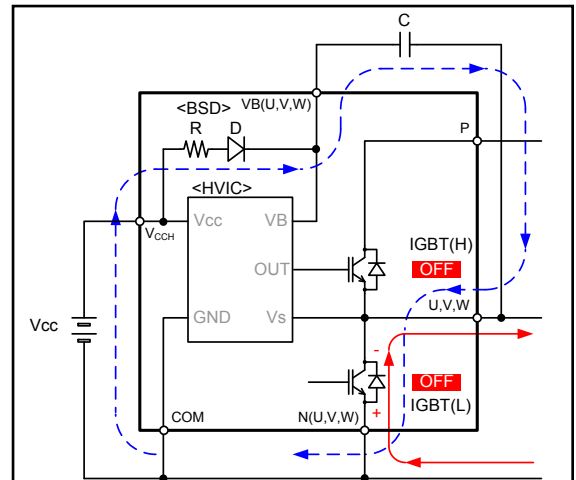 C
VB(U,V,W)
<BSD>
R D
P
<HVIC>
Vcc VB
VCCH
IGBT(H)
OUT
OFF
U,V,W
Vcc
GND Vs
-
OFF
+
IGBT(L)
COM
N(U,V,W)